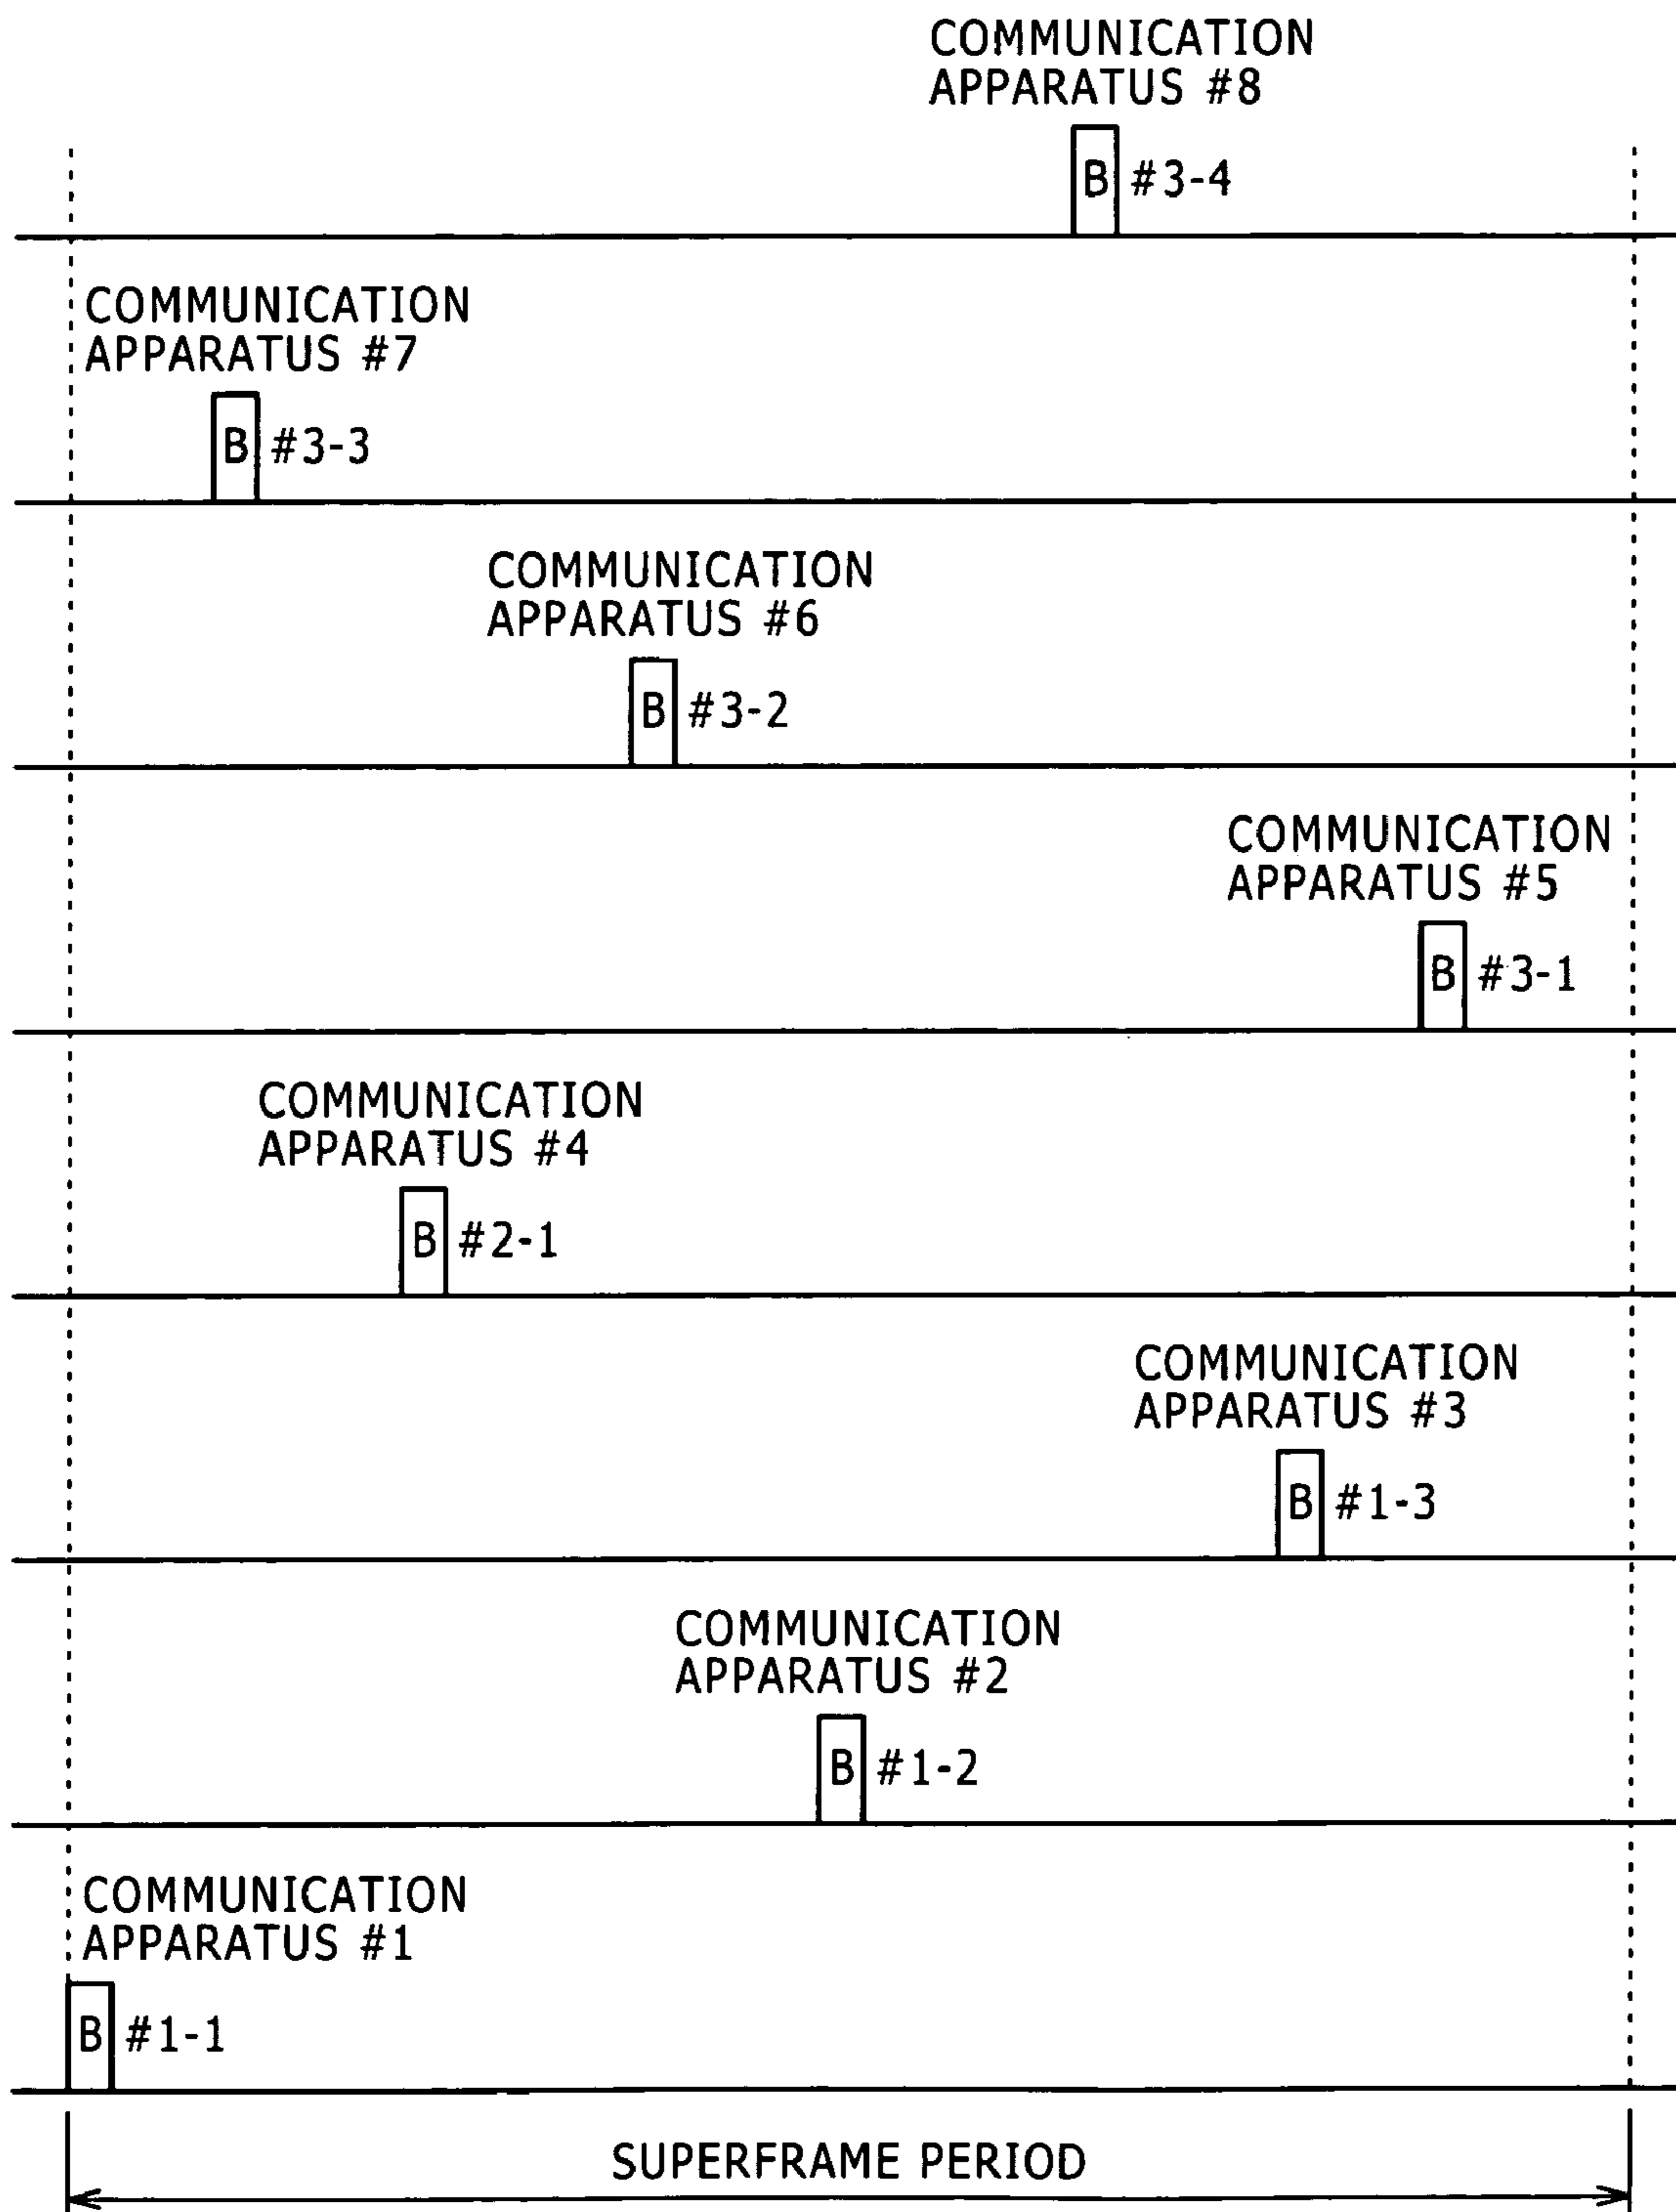 COMMUNICATION
APPARATUS #8
B #3-4
COMMUNICATION
APPARATUS #7
B #3-3
COMMUNICATION
APPARATUS #6
B #3-2
COMMUNICATION
APPARATUS #5
B #3-1
COMMUNICATION
APPARATUS #4
B #2-1
COMMUNICATION
APPARATUS #3
B #1-3
COMMUNICATION
APPARATUS #2
B #1-2
COMMUNICATION
APPARATUS #1
B #1-1
SUPERFRAME PERIOD